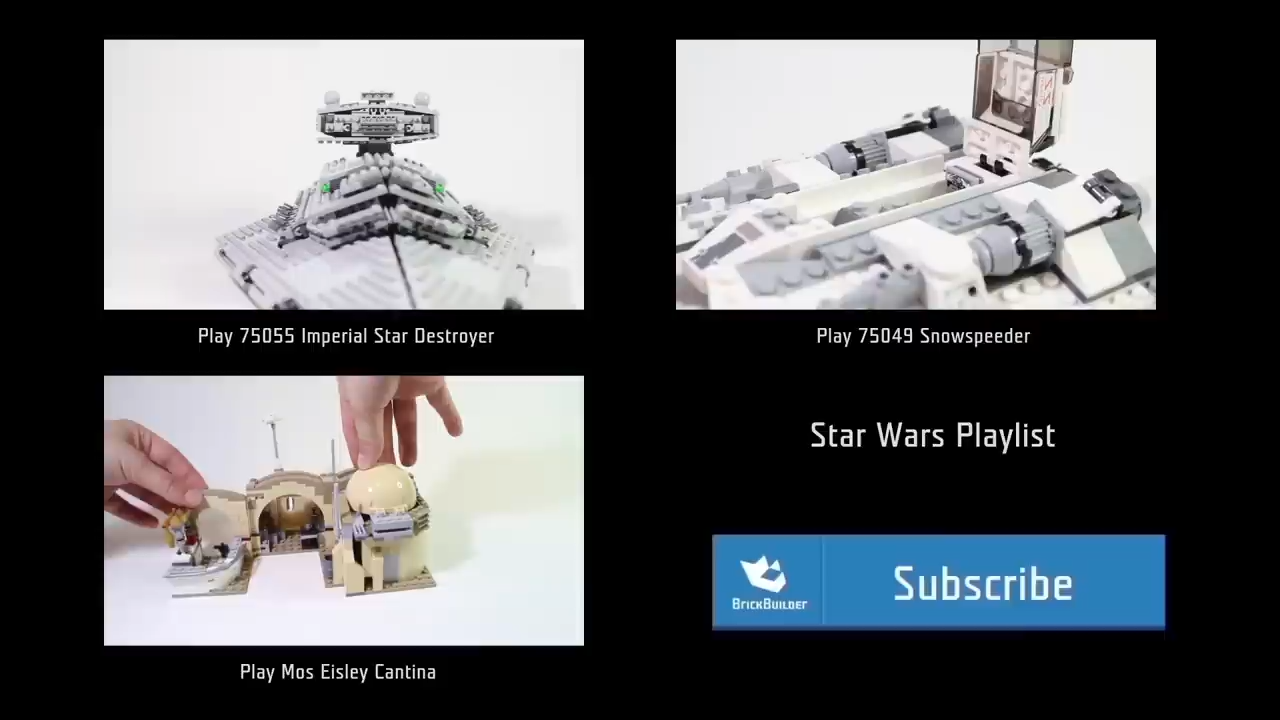 Play 75055 Imperial Star Destroyer
Play 75049 Snowspeeder
Star Wars Playlist
BrickBuilder
Subscribe
Play Mos Eisley Cantina